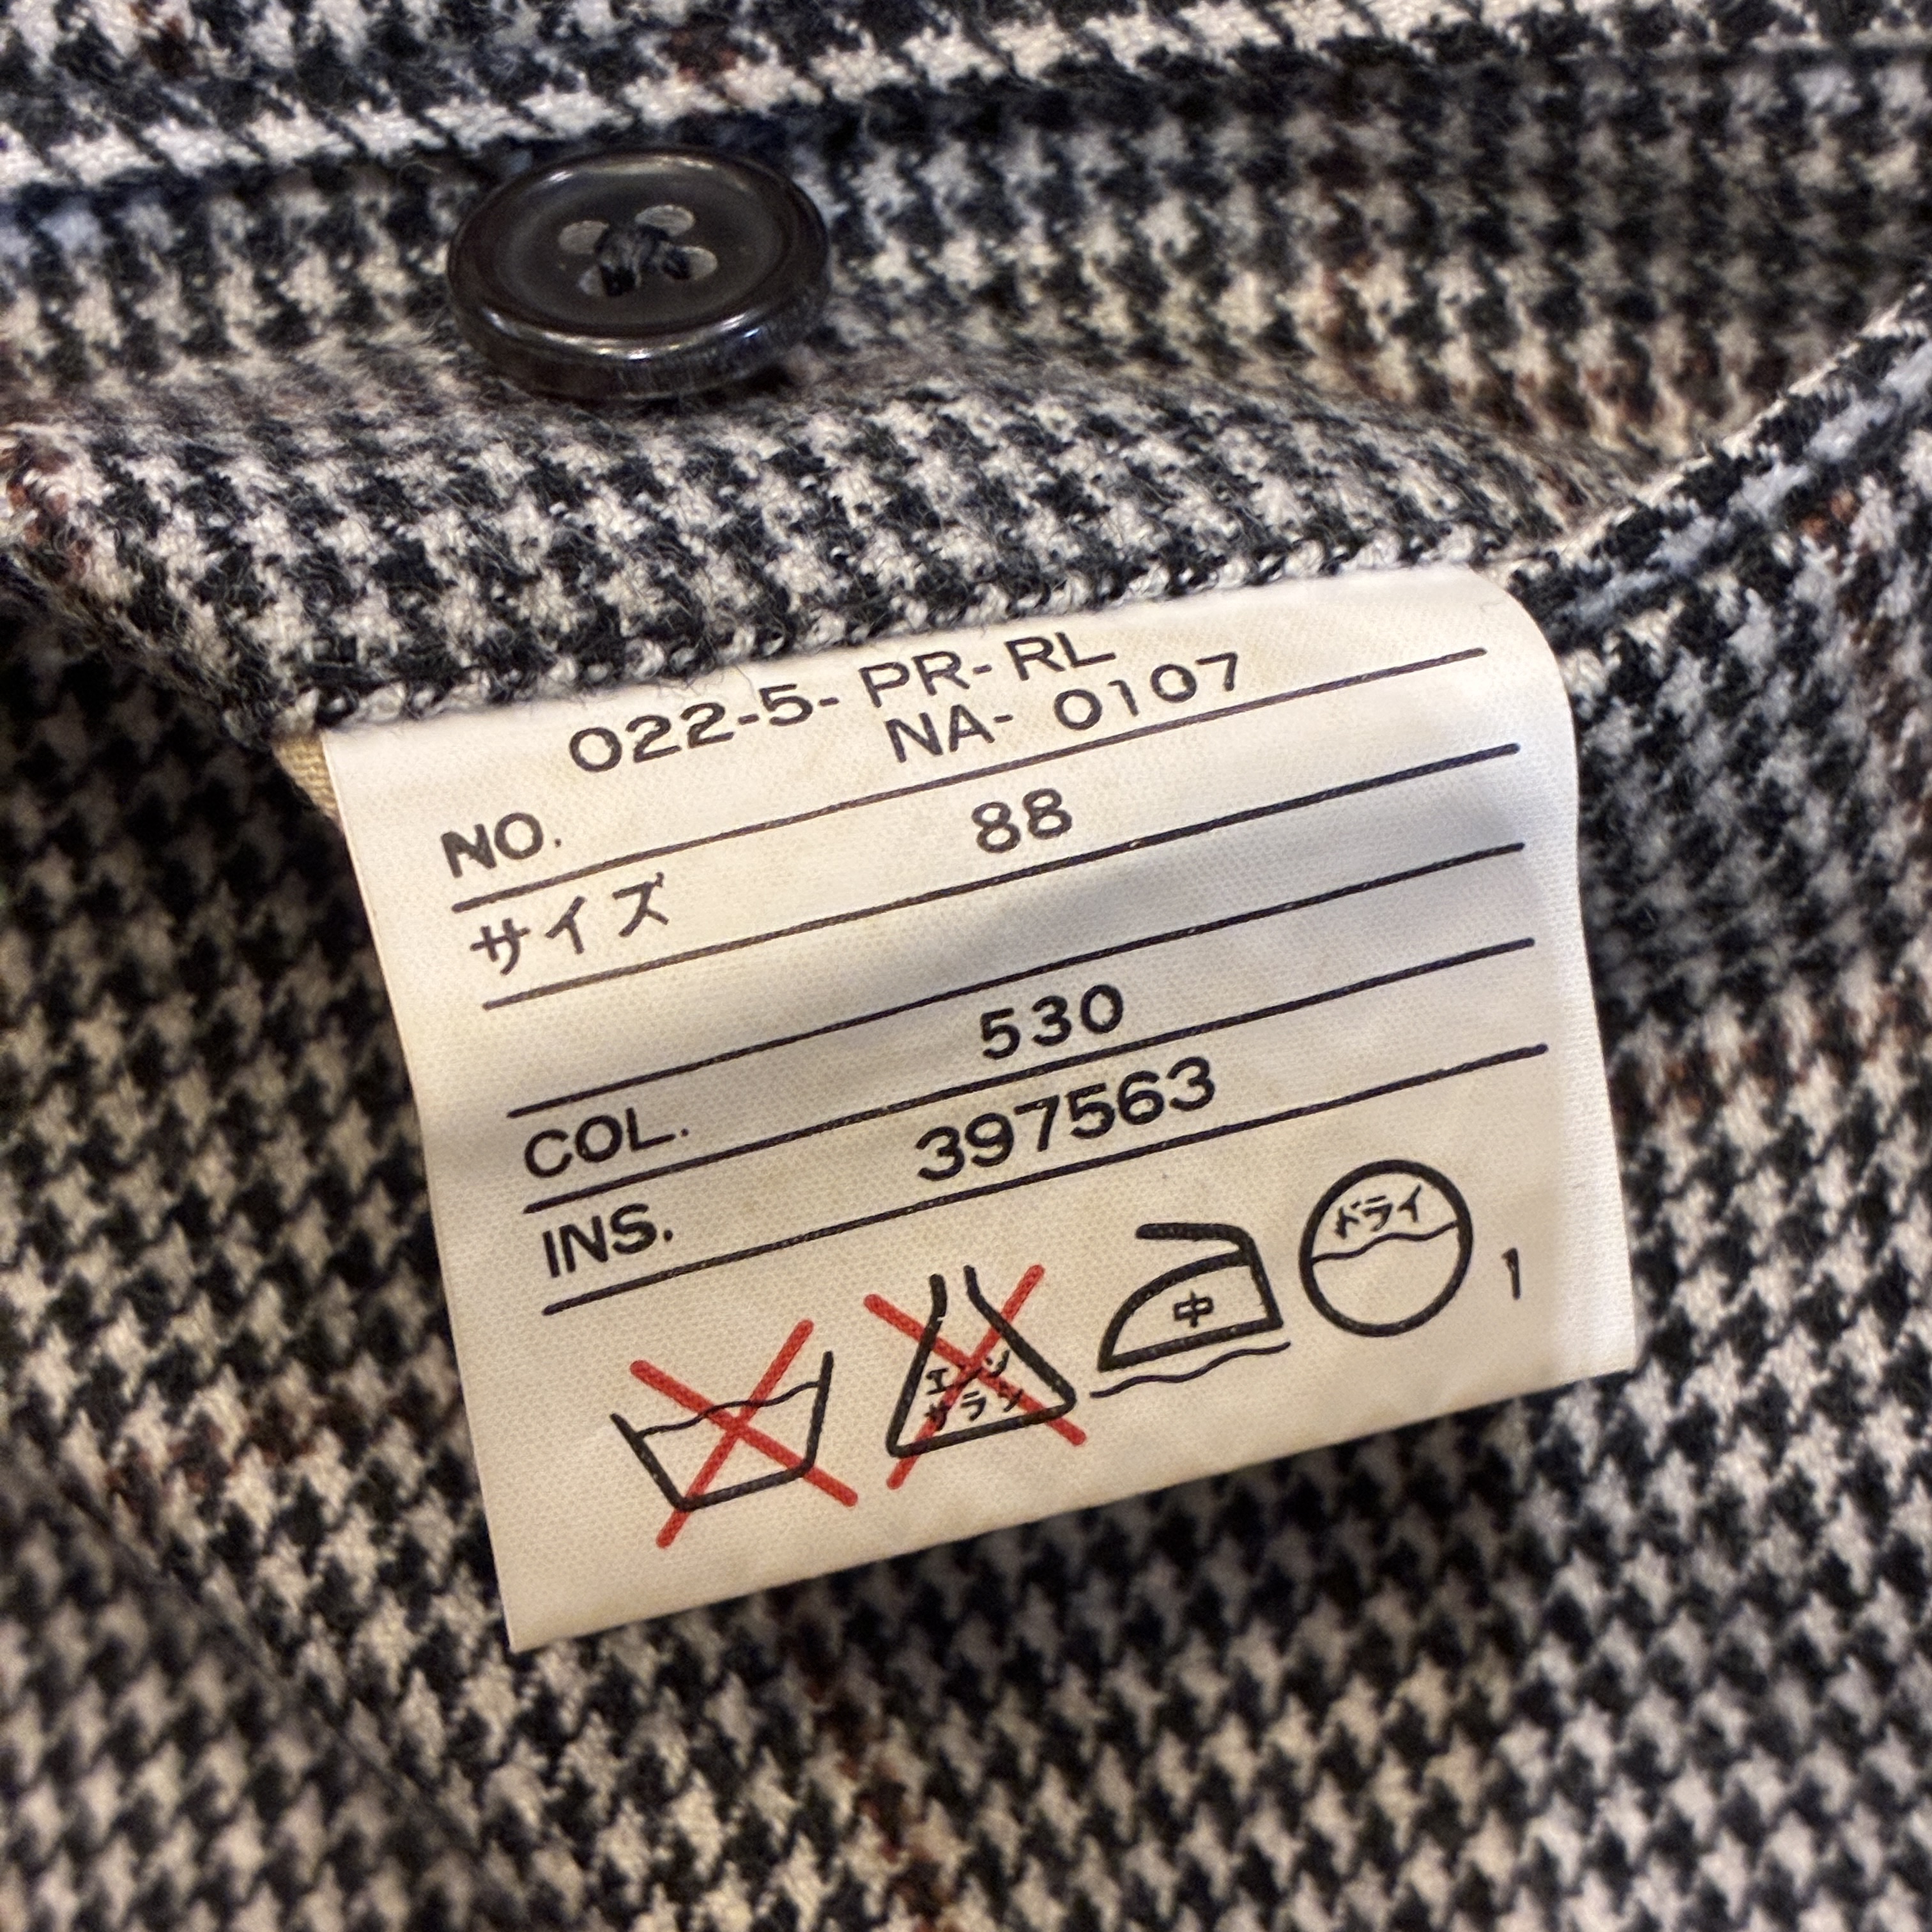 022-5-PR-RL
NA-0107
NO.
サイズ 88
COL. 530
INS. 397563
エンソ
サラシ
中
ドライ
1